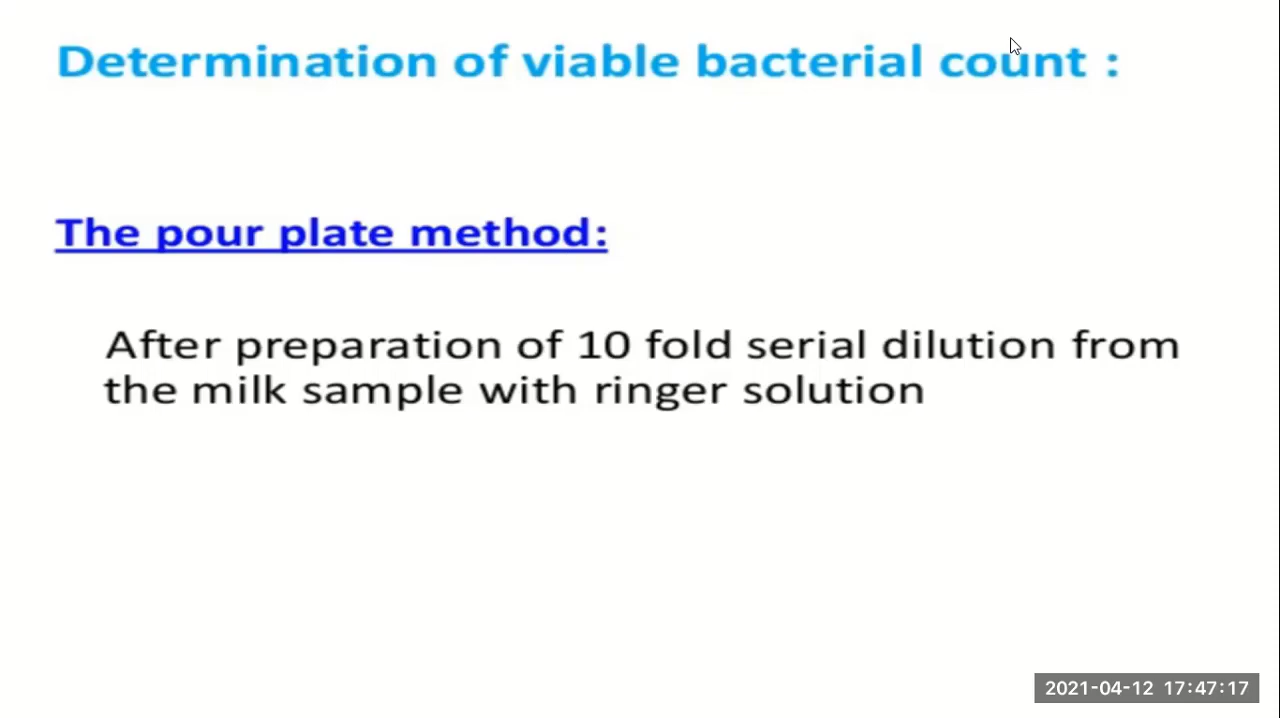 Determination of viable bacterial count :
The pour plate method:
After preparation of 10 fold serial dilution from
the milk sample with ringer solution
2021-04-12 17:47:17